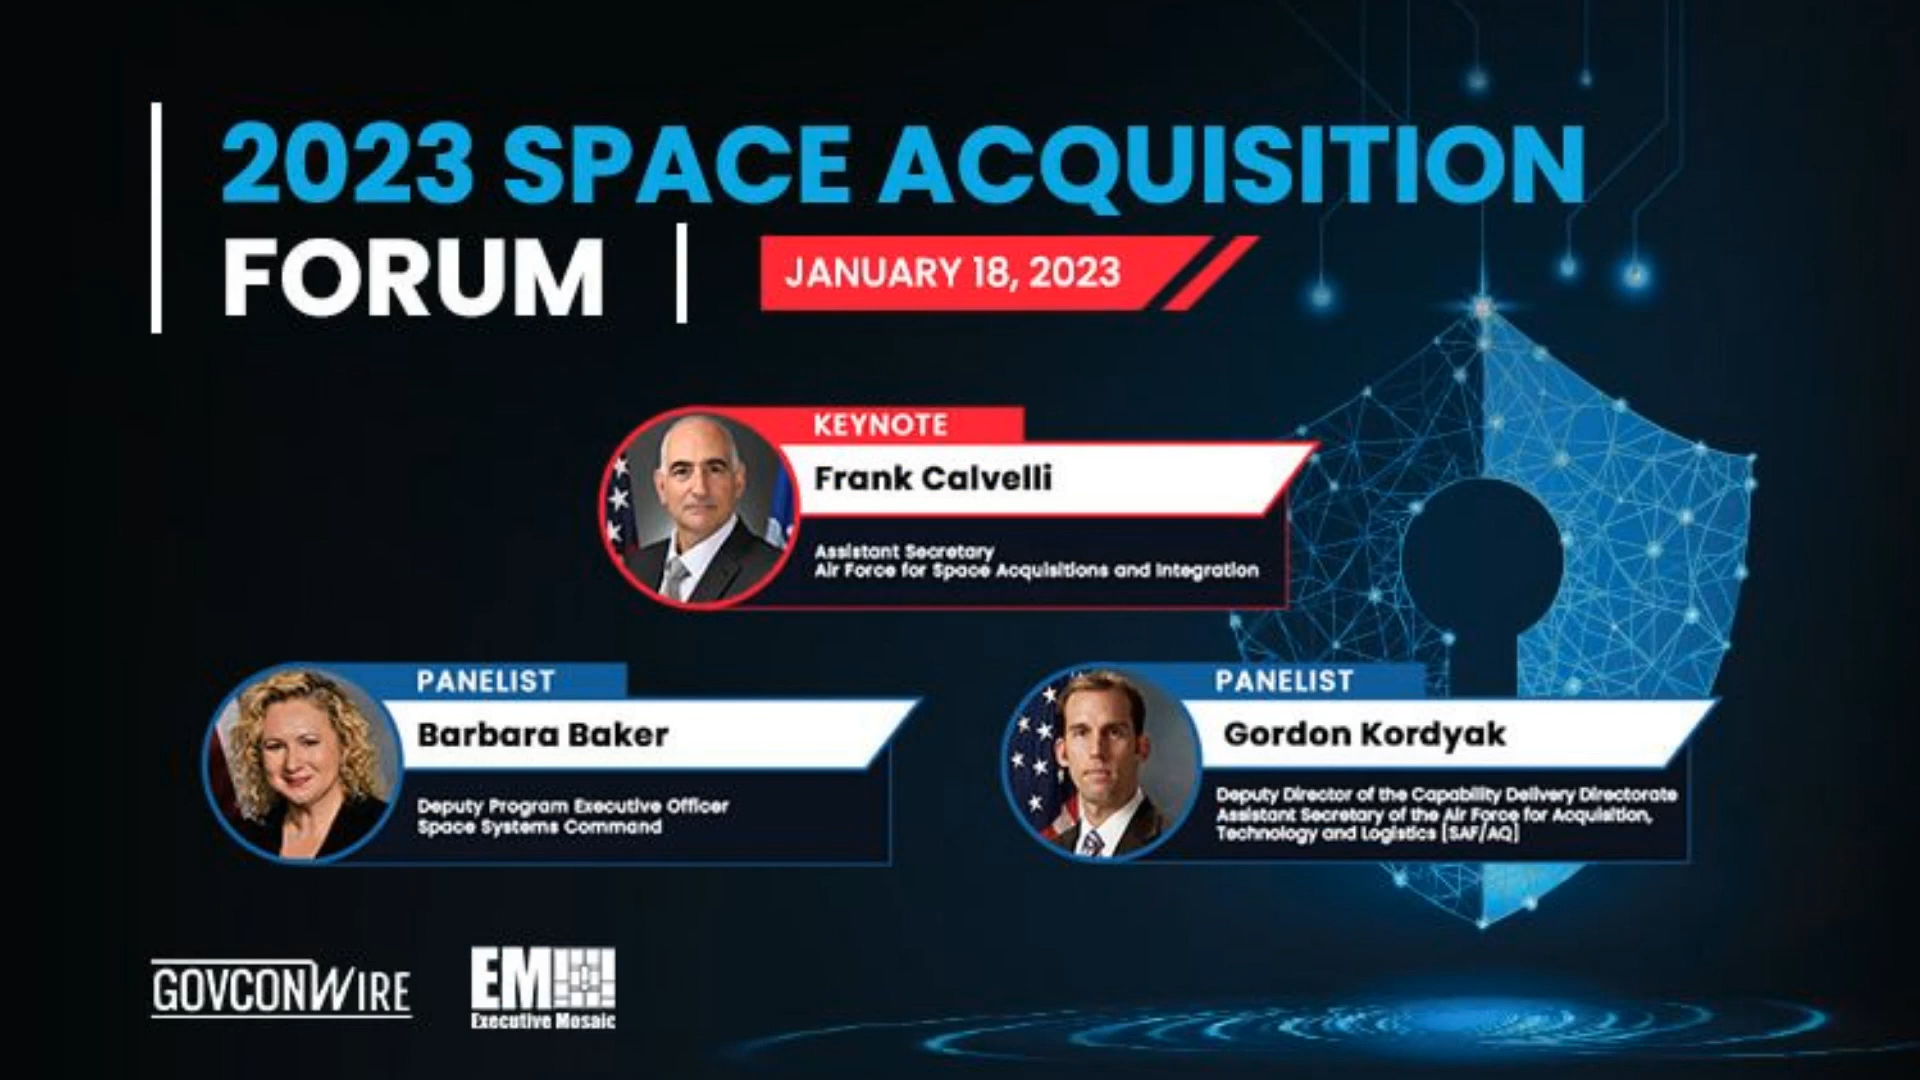 2023 SPACE ACQUISITION
FORUM
JANUARY 18, 2023
KEYNOTE
Frank Calvelli
Assistant Secretary
Air Force for Space Acquisitions and Integration
PANELIST
Barbara Baker
Deputy Program Executive Officer
Space Systems Command
PANELIST
Gordon Kordyak
Deputy Director of the Capability Delivery Directorate
Assistant Secretary of the Air Force for Acquisition,
Technology and Logistics [SAF/AQ]
GOVCONWIRE
EM
Executive Mosaic